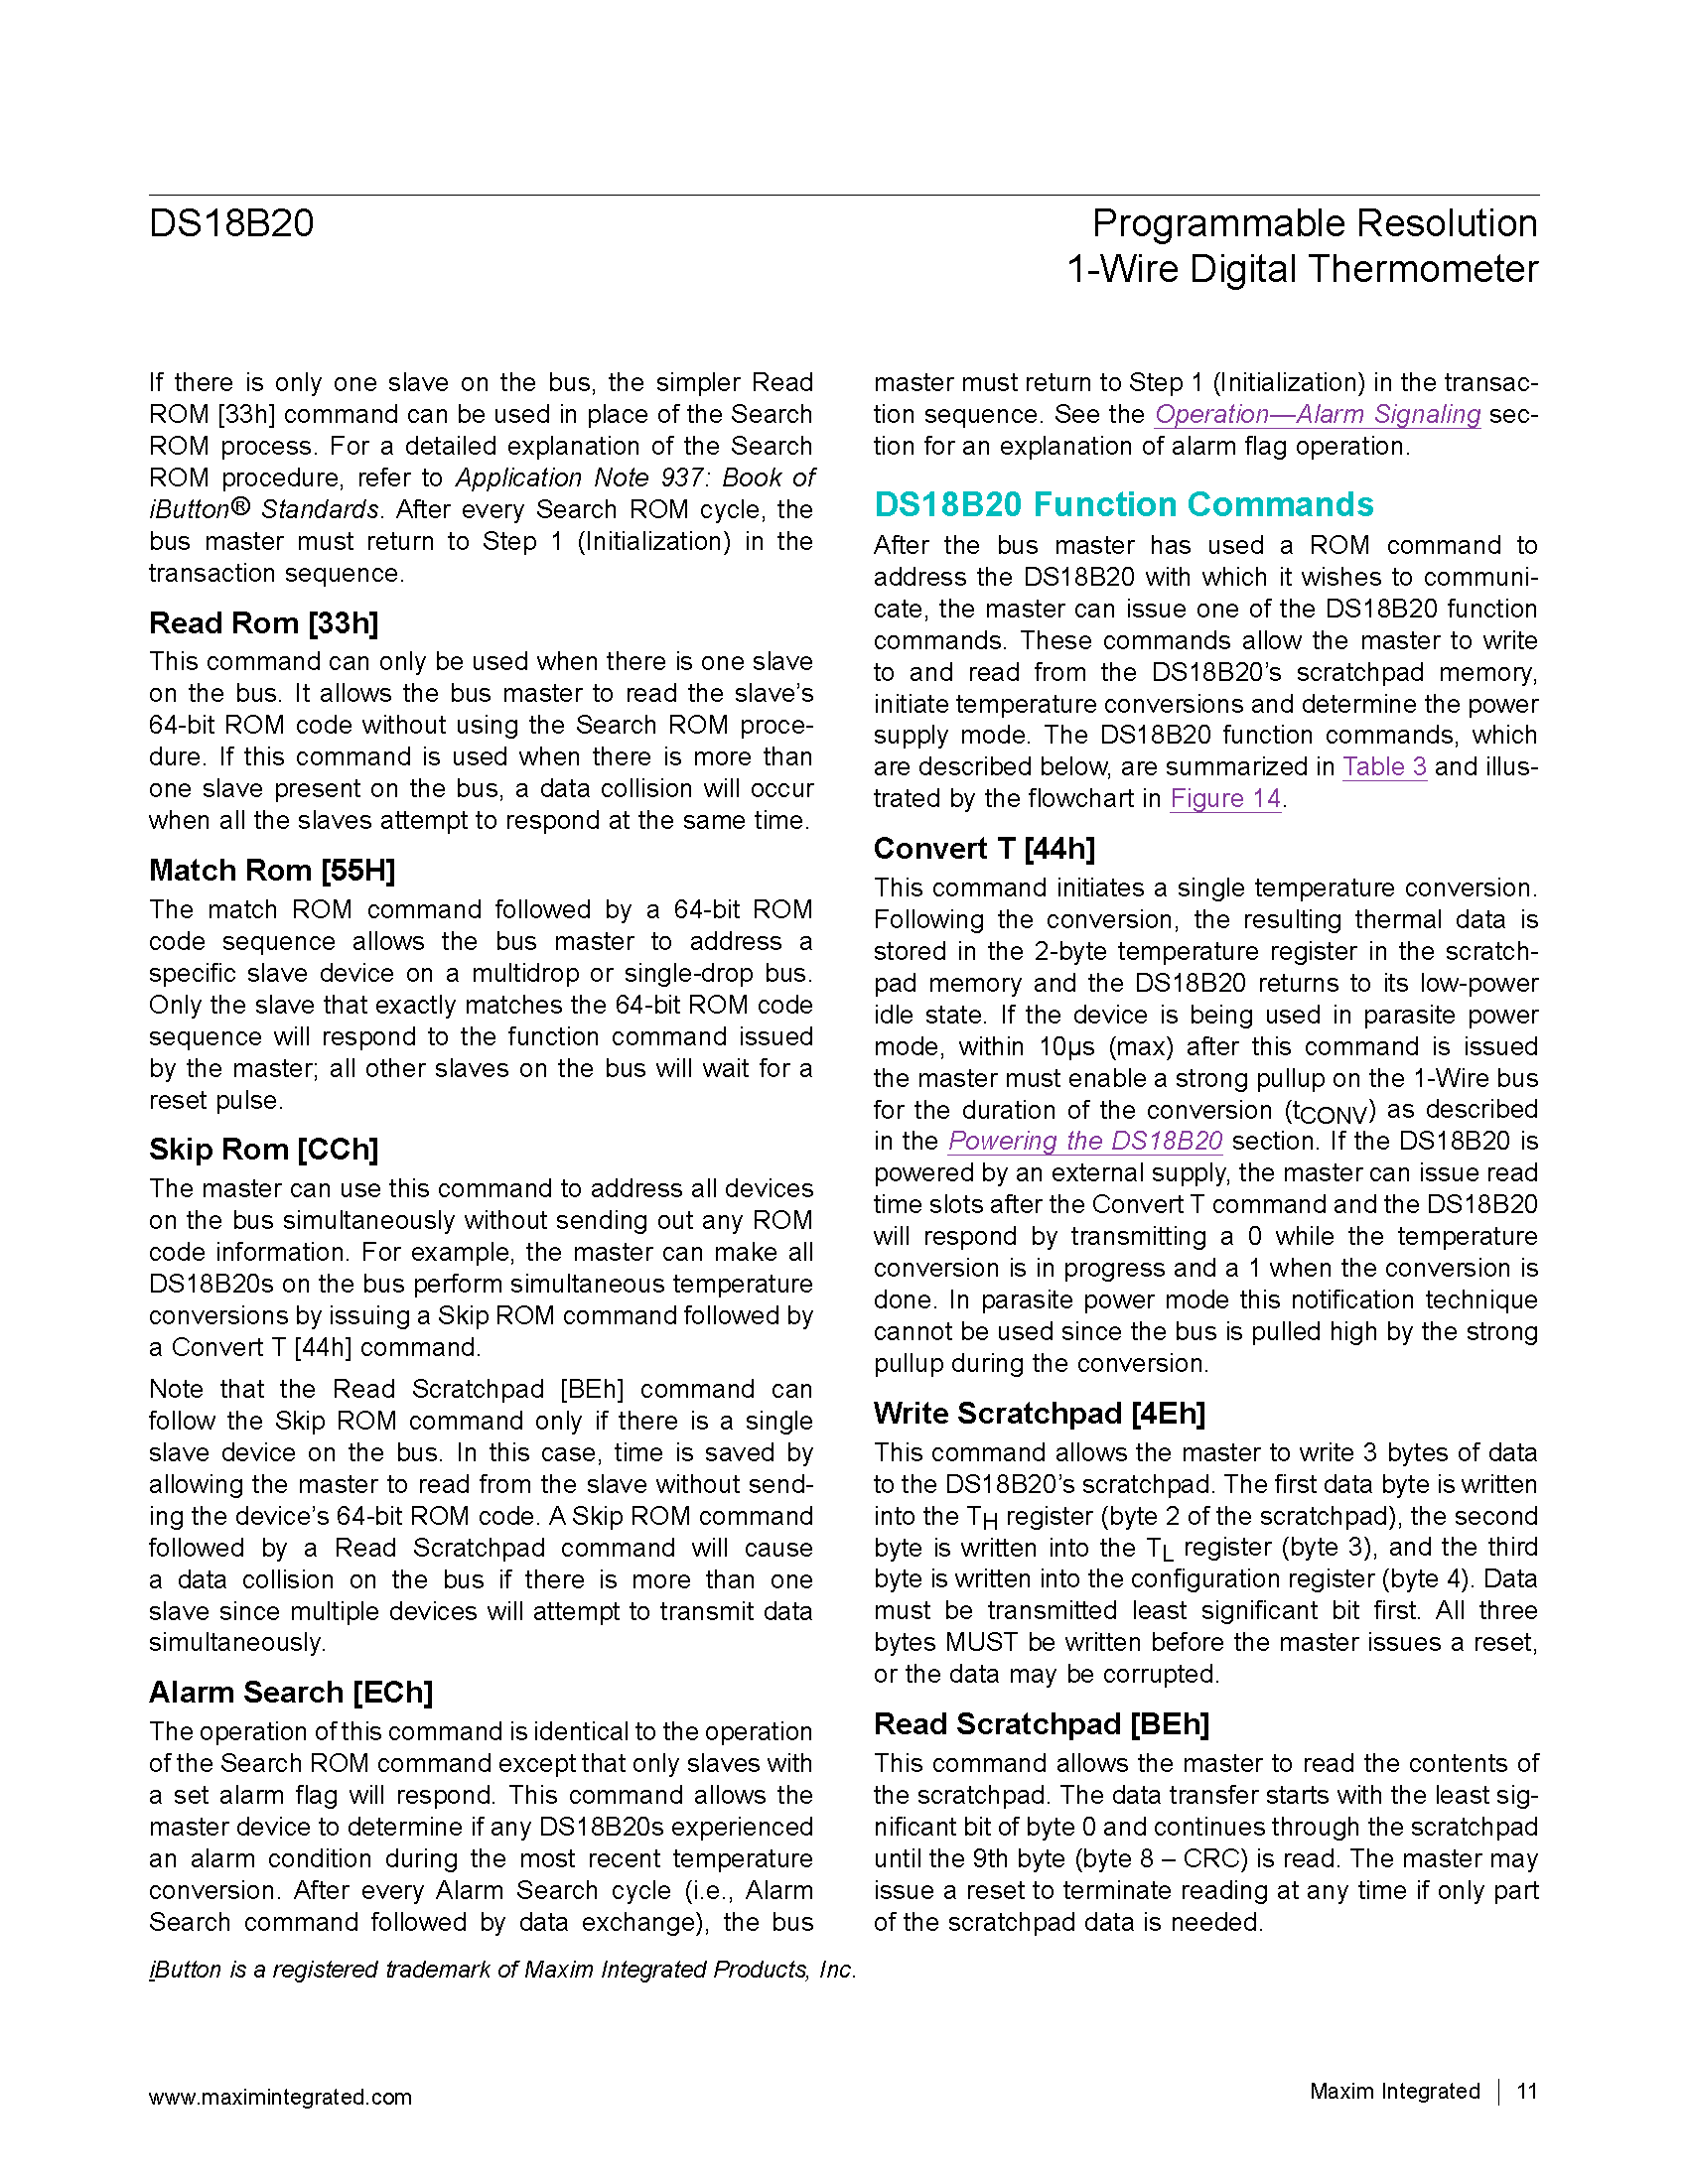 DS18B20
Programmable Resolution
1-Wire Digital Thermometer
If there is only one slave on the bus, the simpler Read
ROM [33h] command can be used in place of the Search
ROM process. For a detailed explanation of the Search
ROM procedure, refer to Application Note 937: Book of
iButton® Standards. After every Search ROM cycle, the
bus master must return to Step 1 (Initialization) in the
transaction sequence.
Read Rom [33h]
This command can only be used when there is one slave
on the bus. It allows the bus master to read the slave’s
64-bit ROM code without using the Search ROM proce-
dure. If this command is used when there is more than
one slave present on the bus, a data collision will occur
when all the slaves attempt to respond at the same time.
Match Rom [55H]
The match ROM command followed by a 64-bit ROM
code sequence allows the bus master to address a
specific slave device on a multidrop or single-drop bus.
Only the slave that exactly matches the 64-bit ROM code
sequence will respond to the function command issued
by the master; all other slaves on the bus will wait for a
reset pulse.
Skip Rom [CCh]
The master can use this command to address all devices
on the bus simultaneously without sending out any ROM
code information. For example, the master can make all
DS18B20s on the bus perform simultaneous temperature
conversions by issuing a Skip ROM command followed by
a Convert T [44h] command.
Note that the Read Scratchpad [BEh] command can
follow the Skip ROM command only if there is a single
slave device on the bus. In this case, time is saved by
allowing the master to read from the slave without send-
ing the device’s 64-bit ROM code. A Skip ROM command
followed by a Read Scratchpad command will cause
a data collision on the bus if there is more than one
slave since multiple devices will attempt to transmit data
simultaneously.
Alarm Search [ECh]
The operation of this command is identical to the operation
of the Search ROM command except that only slaves with
a set alarm flag will respond. This command allows the
master device to determine if any DS18B20s experienced
an alarm condition during the most recent temperature
conversion. After every Alarm Search cycle (i.e., Alarm
Search command followed by data exchange), the bus
master must return to Step 1 (Initialization) in the transac-
tion sequence. See the Operation—Alarm Signaling sec-
tion for an explanation of alarm flag operation.
DS18B20 Function Commands
After the bus master has used a ROM command to
address the DS18B20 with which it wishes to communi-
cate, the master can issue one of the DS18B20 function
commands. These commands allow the master to write
to and read from the DS18B20’s scratchpad memory,
initiate temperature conversions and determine the power
supply mode. The DS18B20 function commands, which
are described below, are summarized in Table 3 and illus-
trated by the flowchart in Figure 14.
Convert T [44h]
This command initiates a single temperature conversion.
Following the conversion, the resulting thermal data is
stored in the 2-byte temperature register in the scratch-
pad memory and the DS18B20 returns to its low-power
idle state. If the device is being used in parasite power
mode, within 10µs (max) after this command is issued
the master must enable a strong pullup on the 1-Wire bus
for the duration of the conversion (tCONV) as described
in the Powering the DS18B20 section. If the DS18B20 is
powered by an external supply, the master can issue read
time slots after the Convert T command and the DS18B20
will respond by transmitting a 0 while the temperature
conversion is in progress and a 1 when the conversion is
done. In parasite power mode this notification technique
cannot be used since the bus is pulled high by the strong
pullup during the conversion.
Write Scratchpad [4Eh]
This command allows the master to write 3 bytes of data
to the DS18B20’s scratchpad. The first data byte is written
into the TH register (byte 2 of the scratchpad), the second
byte is written into the TL register (byte 3), and the third
byte is written into the configuration register (byte 4). Data
must be transmitted least significant bit first. All three
bytes MUST be written before the master issues a reset,
or the data may be corrupted.
Read Scratchpad [BEh]
This command allows the master to read the contents of
the scratchpad. The data transfer starts with the least sig-
nificant bit of byte 0 and continues through the scratchpad
until the 9th byte (byte 8 – CRC) is read. The master may
issue a reset to terminate reading at any time if only part
of the scratchpad data is needed.
iButton is a registered trademark of Maxim Integrated Products, Inc.
www.maximintegrated.com
Maxim Integrated | 11